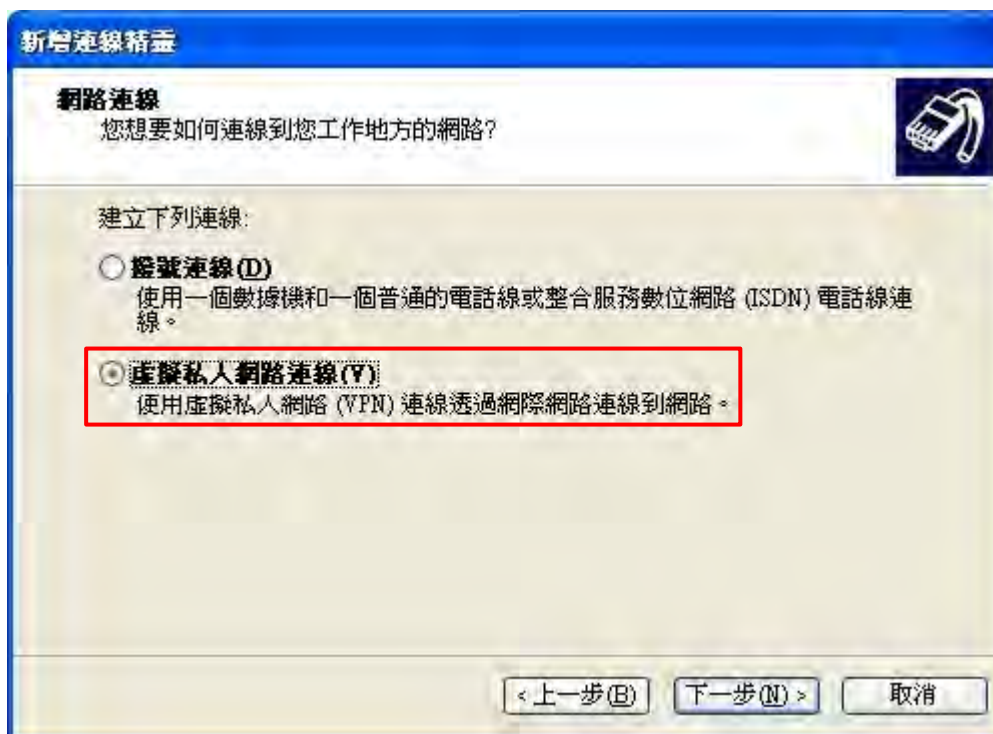 新增連線精靈
網路連線
您想要如何連線到您工作地方的網路?
建立下列連線:
撥號連線(D)
使用一個數據機和一個普通的電話線或整合服務數位網路 (ISDN) 電話線連
線。
虛擬私人網路連線(V)
使用虛擬私人網路 (VPN) 連線透過網際網路連線到網路。
<上一步(B) 下一步(N)> 取消